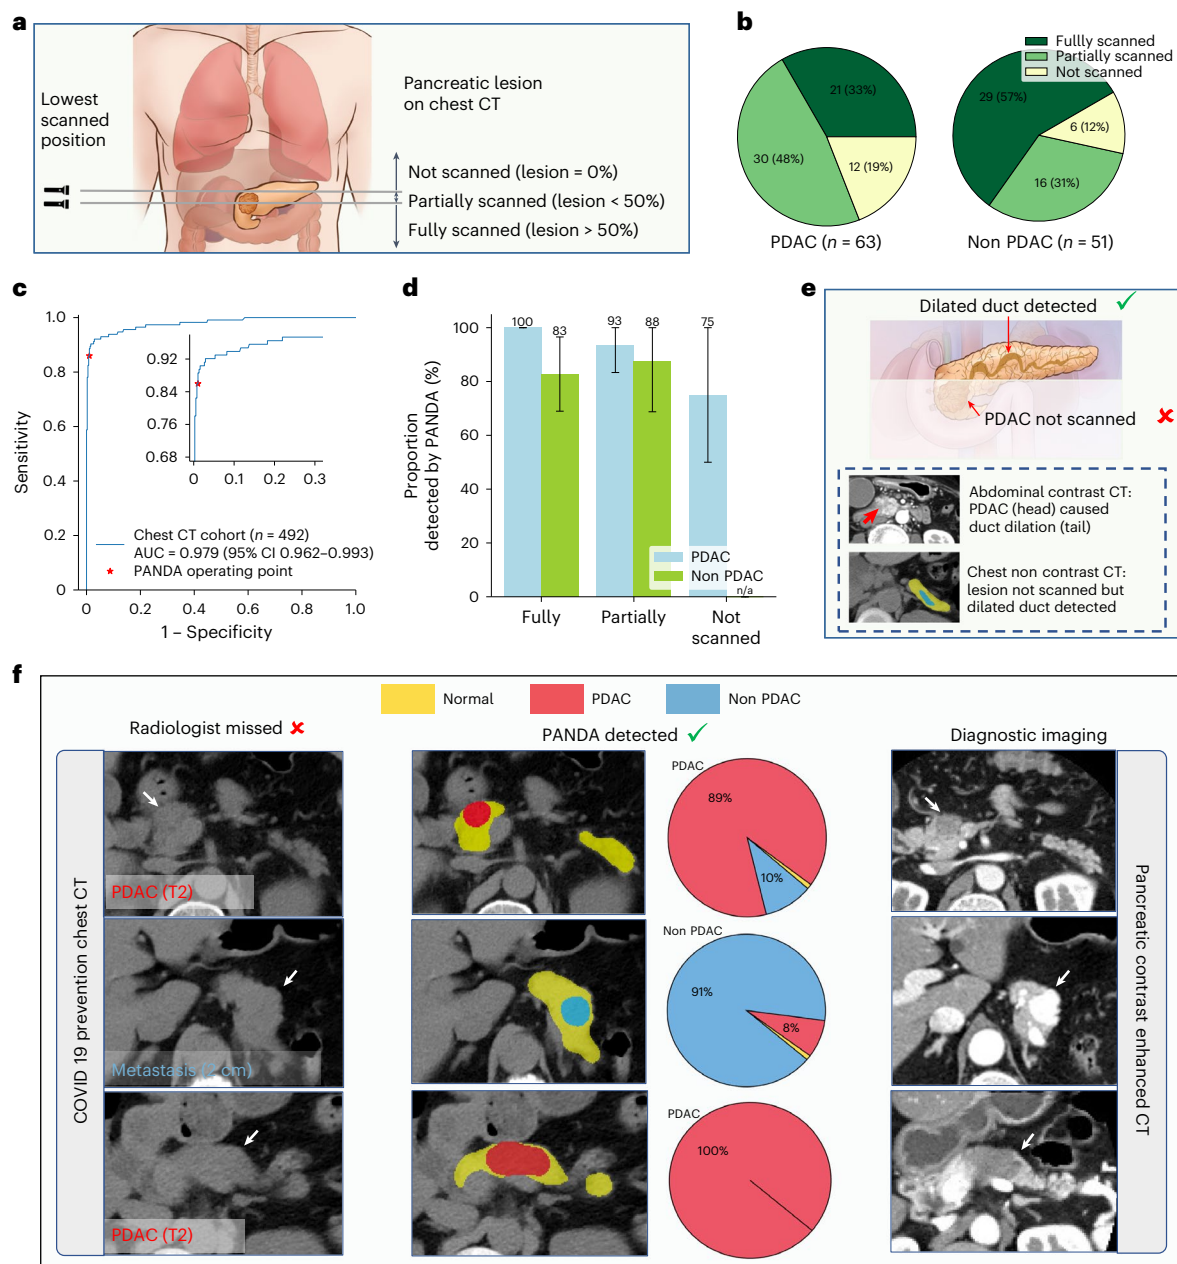 a
Lowest
scanned
position
Pancreatic lesion
on chest CT
Not scanned (lesion = 0%)
Partially scanned (lesion < 50%)
Fully scanned (lesion > 50%)
b
Fullly scanned
Partially scanned
Not scanned
21 (33%)
30 (48%)
12 (19%)
PDAC (n = 63)
29 (57%)
6 (12%)
16 (31%)
Non PDAC (n = 51)
c
Sensitivity
1.0
0.8
0.6
0.4
0.2
0
0.92
0.84
0.76
0.68
0
0.1
0.2
0.3
Chest CT cohort (n = 492)
AUC = 0.979 (95% CI 0.962–0.993)
PANDA operating point
0
0.2
0.4
0.6
0.8
1.0
1 – Specificity
d
Proportion
detected by PANDA (%)
100
80
60
40
20
0
100
83
93
88
75
n/a
PDAC
Non PDAC
Fully
Partially
Not
scanned
e
Dilated duct detected
PDAC not scanned
Abdominal contrast CT:
PDAC (head) caused
duct dilation (tail)
Chest non contrast CT:
lesion not scanned but
dilated duct detected
f
Normal
PDAC
Non PDAC
Radiologist missed
PANDA detected
Diagnostic imaging
COVID 19 prevention chest CT
Pancreatic contrast enhanced CT
PDAC (T2)
PDAC
89%
10%
Metastasis (2 cm)
Non PDAC
91%
8%
PDAC (T2)
PDAC
100%